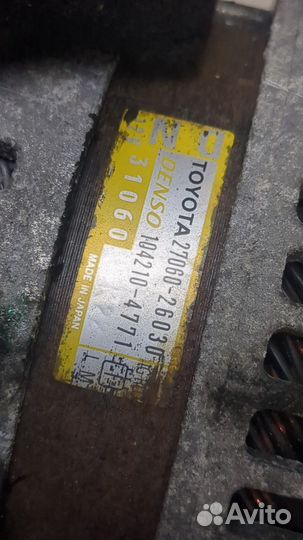 TOYOTA 27060-26030
DENSO 104210-4771
31060
MADE IN JAPAN
Avito